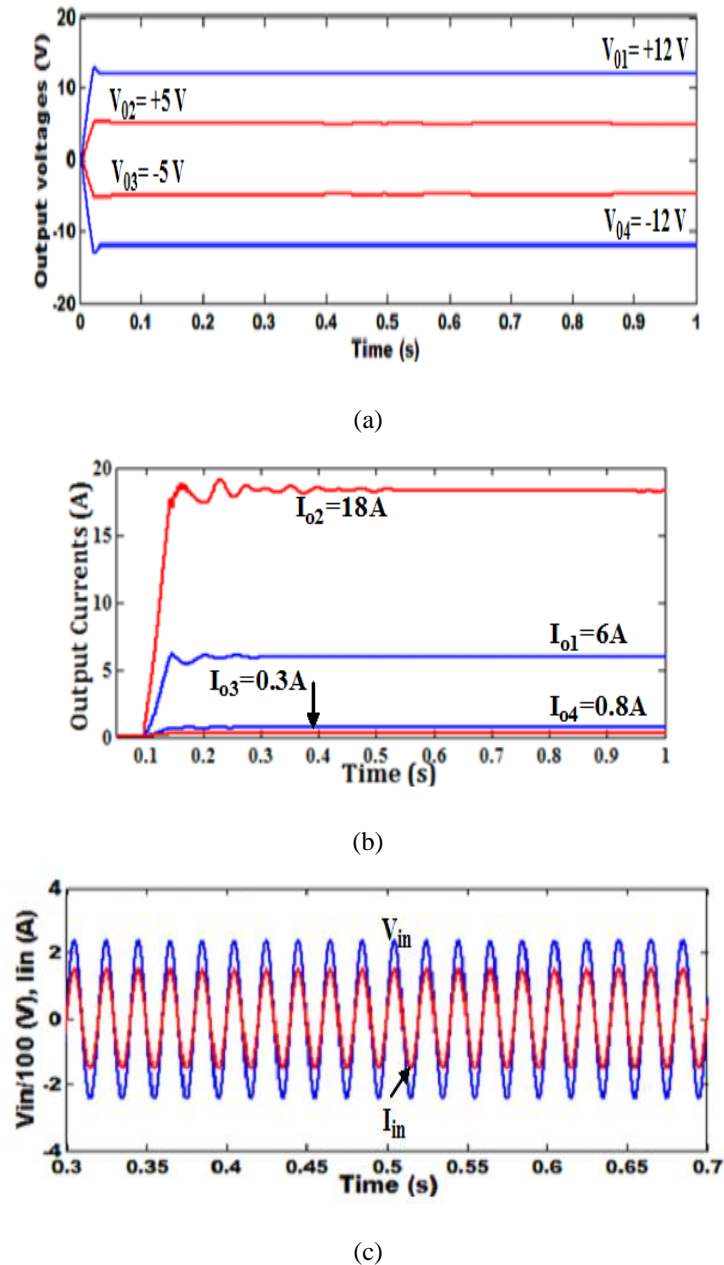 20
10
0
-10
-20
Output voltages (V)
V01= +12 V
V02= +5 V
V03= -5 V
V04= -12 V
0 0.1 0.2 0.3 0.4 0.5 0.6 0.7 0.8 0.9 1
Time (s)
(a)
20
15
10
5
0
Output Currents (A)
Io2=18A
Io1=6A
Io3=0.3A
Io4=0.8A
0.1 0.2 0.3 0.4 0.5 0.6 0.7 0.8 0.9 1
Time (s)
(b)
4
2
0
-2
-4
Vin/100 (V), Iin (A)
Vin
Iin
0.3 0.35 0.4 0.45 0.5 0.55 0.6 0.65 0.7
Time (s)
(c)